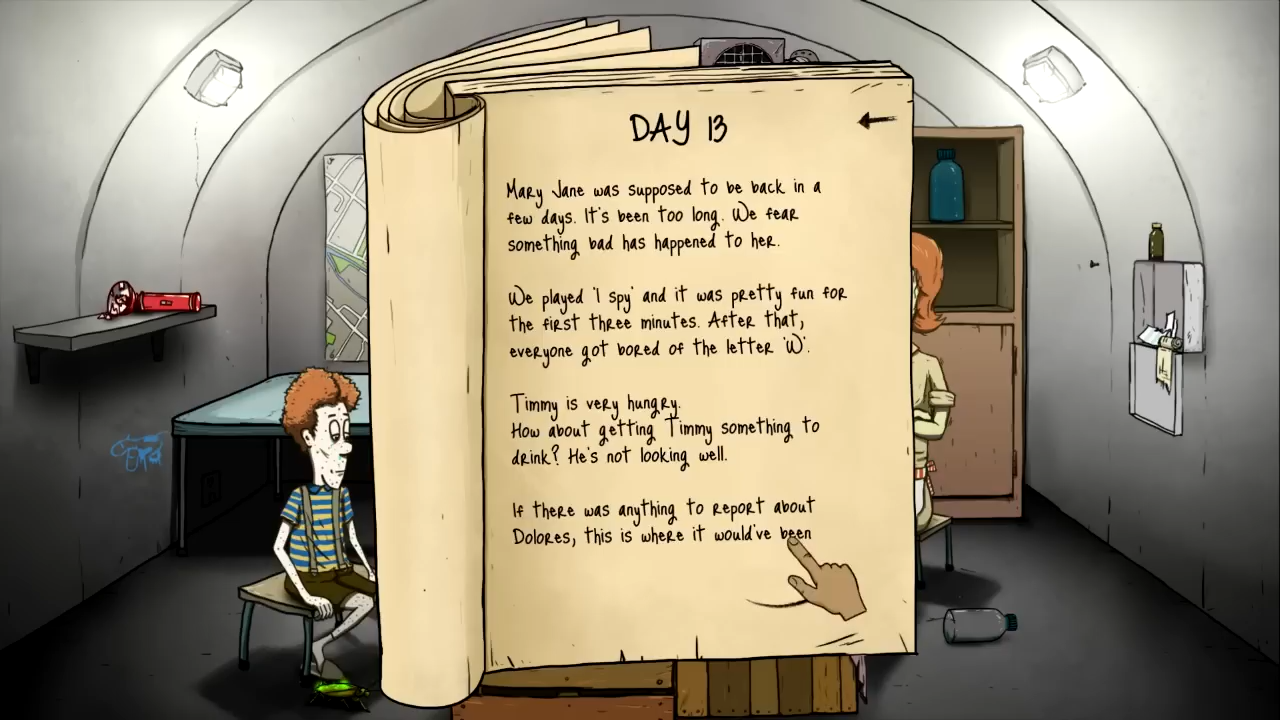 DAY 13
Mary Jane was supposed to be back in a
few days. It's been too long. We fear
something bad has happened to her.
We played 'I spy' and it was pretty fun for
the first three minutes. After that,
everyone got bored of the letter 'W'.
Timmy is very hungry.
How about getting Timmy something to
drink? He's not looking well.
If there was anything to report about
Dolores, this is where it would've been